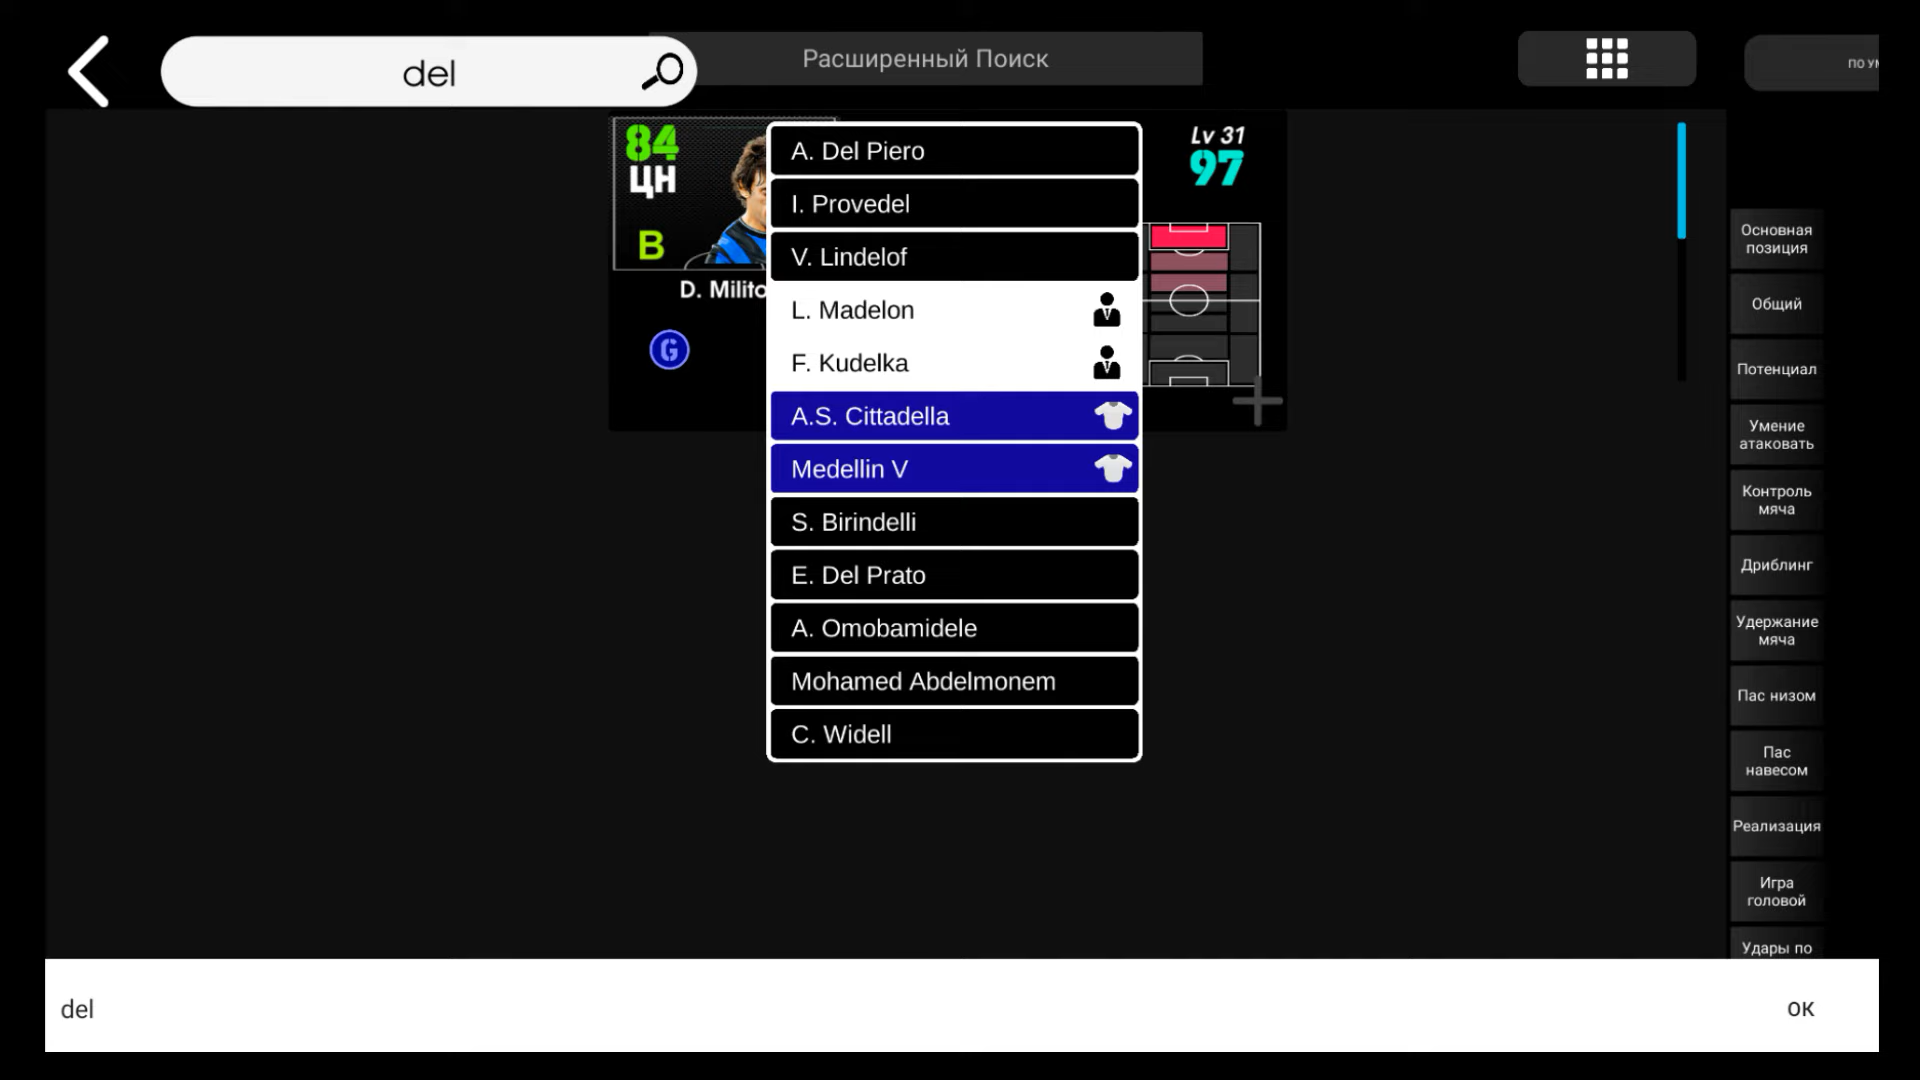 del
Расширенный Поиск
84
ЦН
B
D. Milito
G
Lv 31
97
A. Del Piero
I. Provedel
V. Lindelof
L. Madelon
F. Kudelka
A.S. Cittadella
Medellin V
S. Birindelli
E. Del Prato
A. Omobamidele
Mohamed Abdelmonem
C. Widell
Основная
позиция
Общий
Потенциал
Умение
атаковать
Контроль
мяча
Дриблинг
Удержание
мяча
Пас низом
Пас
навесом
Реализация
Игра
головой
Удары по
del
ОК